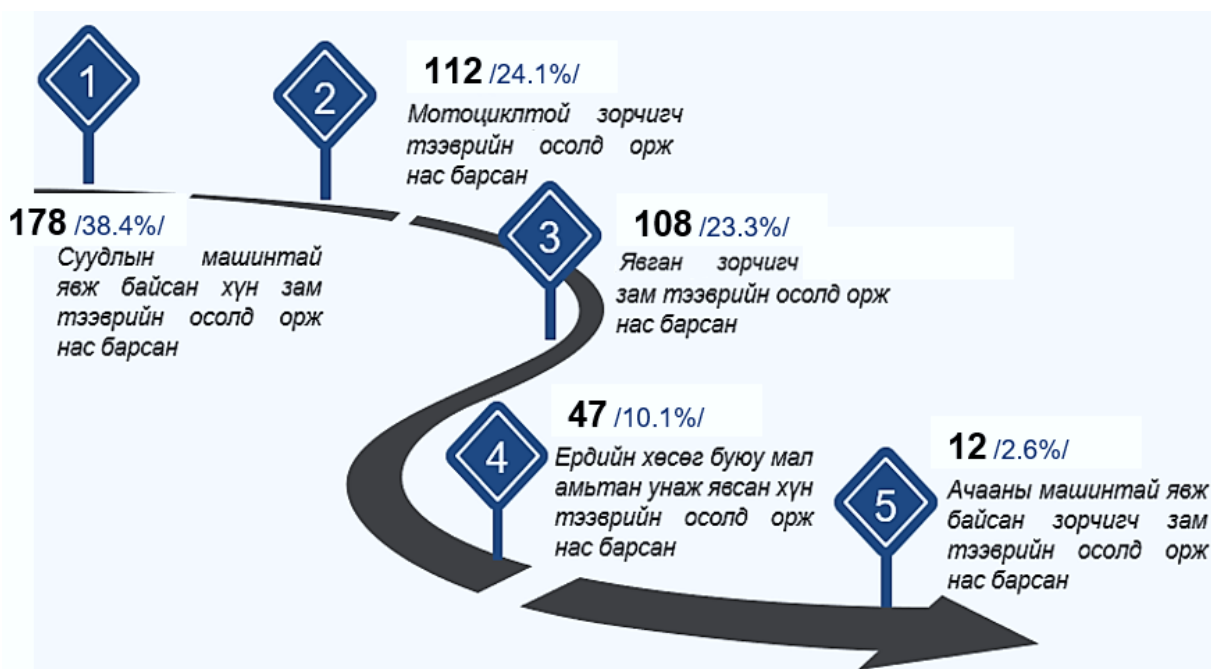 1
178 /38.4%/
Суудлын машинтай
явж байсан хүн зам
тээврийн осолд орж
нас барсан
2
112 /24.1%/
Мотоциклтой зорчигч
тээврийн осолд орж
нас барсан
3
108 /23.3%/
Явган зорчигч
зам тээврийн осолд орж
нас барсан
4
47 /10.1%/
Ердийн хөсөг буюу мал
амьтан унаж явсан хүн
тээврийн осолд орж
нас барсан
5
12 /2.6%/
Ачааны машинтай явж
байсан зорчигч зам
тээврийн осолд орж
нас барсан